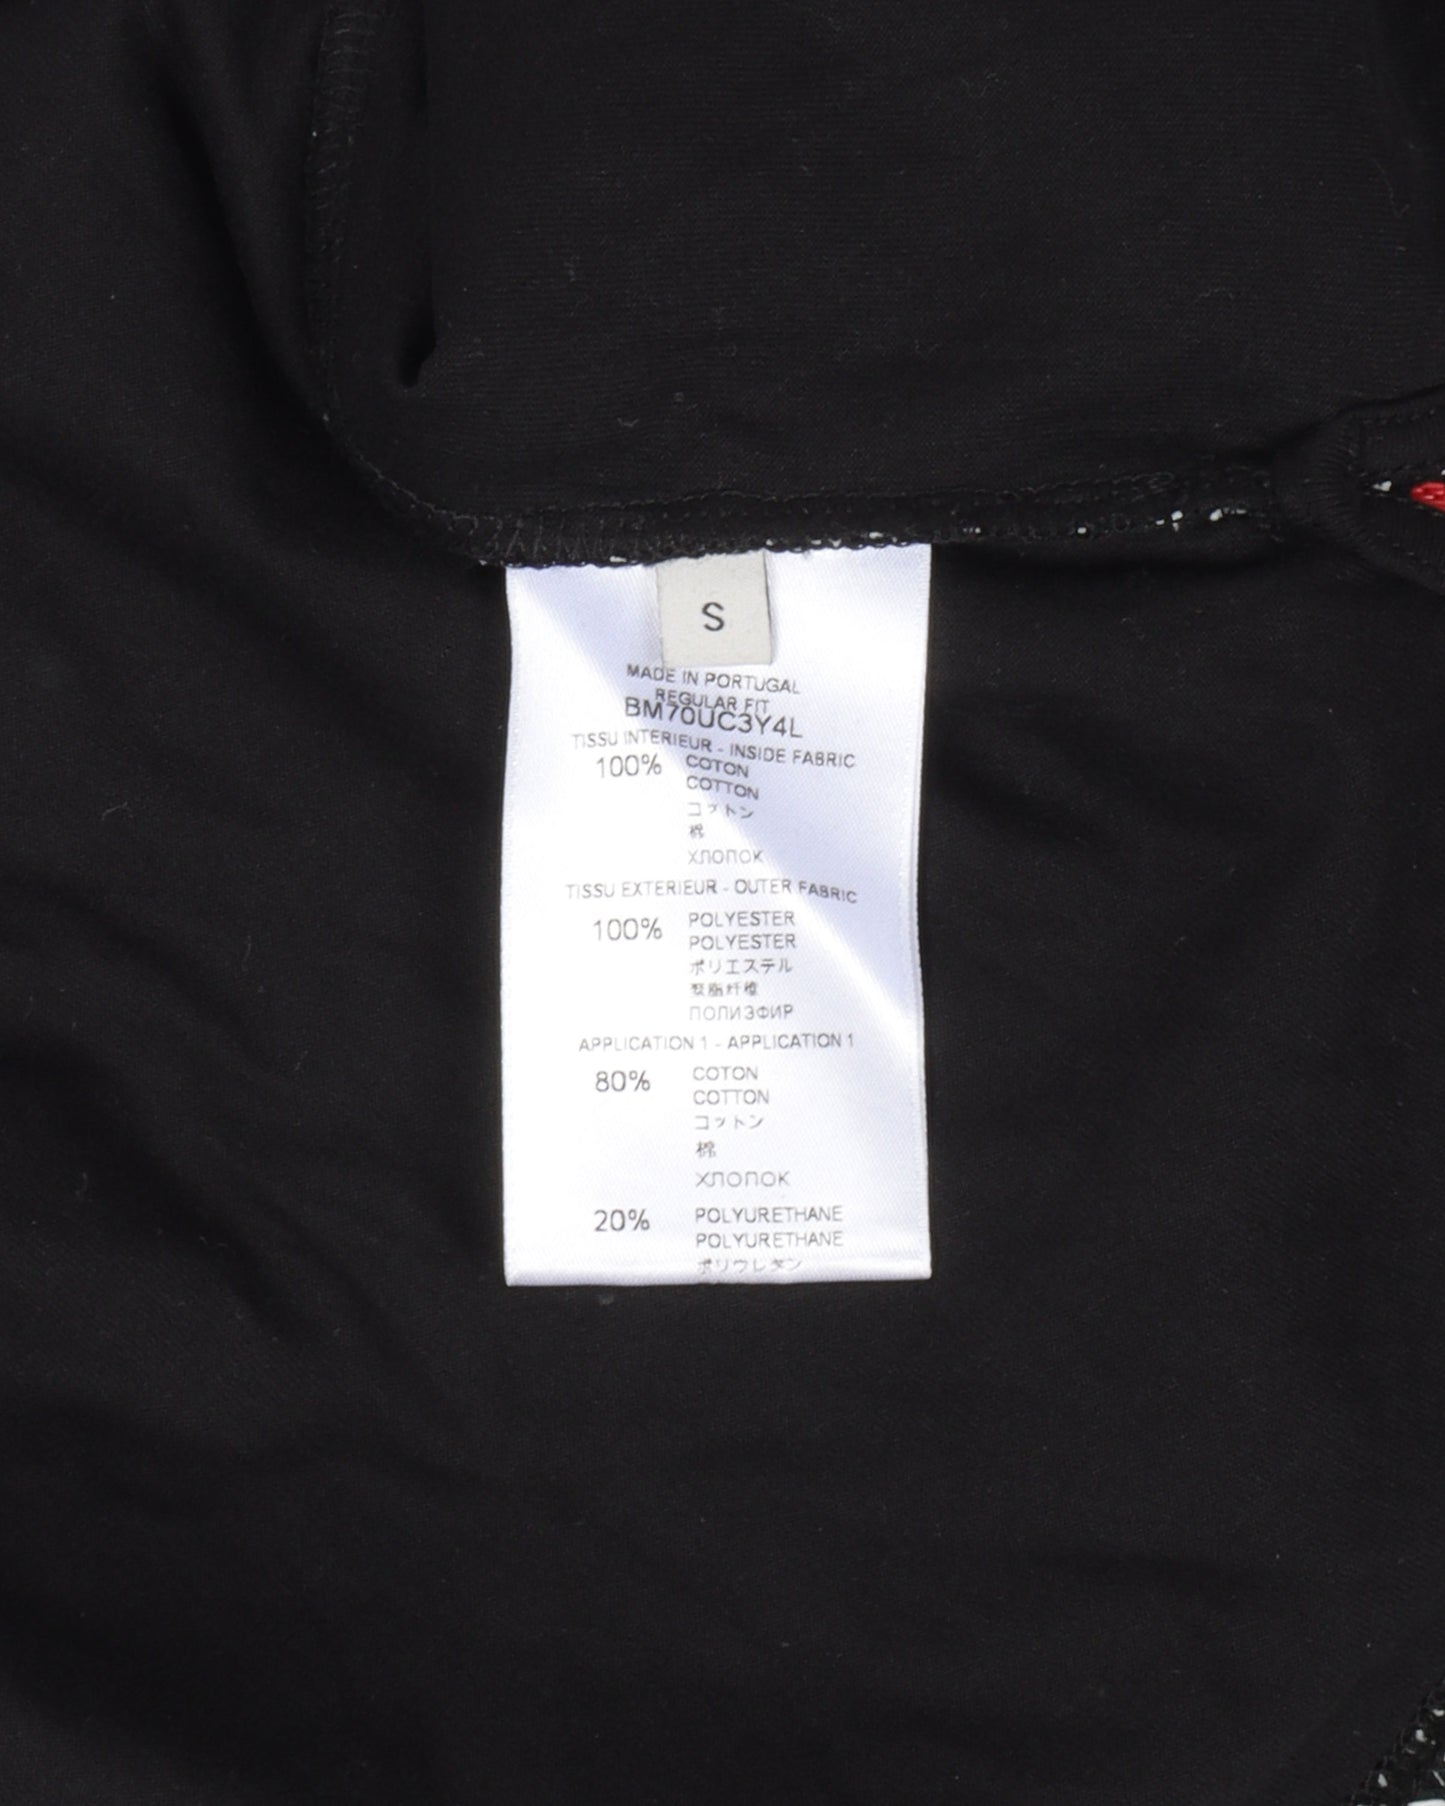 S
MADE IN PORTUGAL
REGULAR FIT
BM70UC3Y4L
TISSU INTERIEUR - INSIDE FABRIC
100% COTON
COTTON
コットン
棉
ХЛОПОК
TISSU EXTERIEUR - OUTER FABRIC
100% POLYESTER
POLYESTER
ポリエステル
聚脂纤维
ПОЛИЗФИР
APPLICATION 1 - APPLICATION 1
80% COTON
COTTON
コットン
棉
ХЛОПОК
20% POLYURETHANE
POLYURETHANE
ポリウレタン